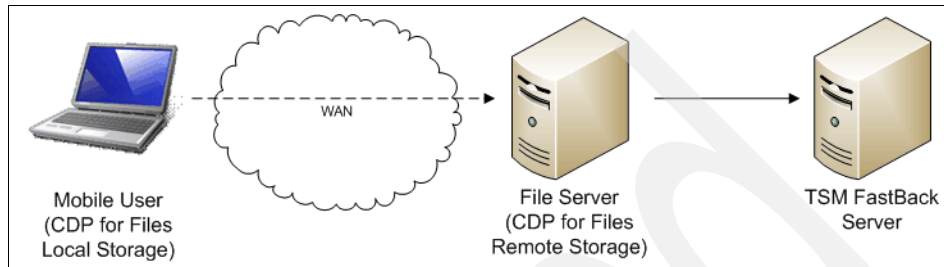 WAN
Mobile User
(CDP for Files
Local Storage)
File Server
(CDP for Files
Remote Storage)
TSM FastBack
Server